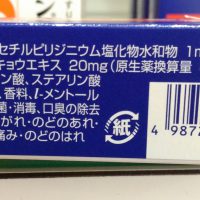 セチルピリジニウム塩化物水和物 1m
キョウエキス 20mg(原生薬換算量
ン酸、ステアリン酸
、香料、l-メントール
菌・消毒、口臭の除去
がれ・のどのあれ・
痛み・のどのはれ
紙
4987